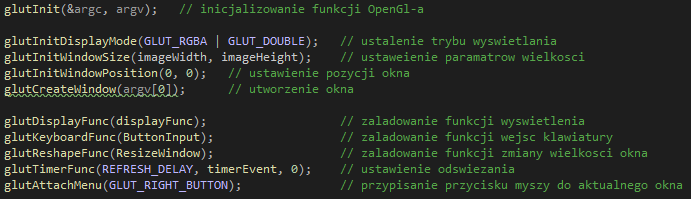 glutInit(&argc, argv);   // inicjalizowanie funkcji OpenGl-a
glutInitDisplayMode(GLUT_RGBA | GLUT_DOUBLE);   // ustalenie trybu wyswietlania
glutInitWindowSize(imageWidth, imageHeight);   // ustaweienie paramatrow wielkosci
glutInitWindowPosition(0, 0);   // ustawienie pozycji okna
glutCreateWindow(argv[0]);      // utworzenie okna
glutDisplayFunc(displayFunc);                   // zaladowanie funkcji wyswietlenia
glutKeyboardFunc(ButtonInput);                  // zaladowanie funkcji wejsc klawiatury
glutReshapeFunc(ResizeWindow);                  // zaladowanie funkcji zmiany wielkosci okna
glutTimerFunc(REFRESH_DELAY, timerEvent, 0);    // ustawienie odswiezania
glutAttachMenu(GLUT_RIGHT_BUTTON);              // przypisanie przycisku myszy do aktualnego okna